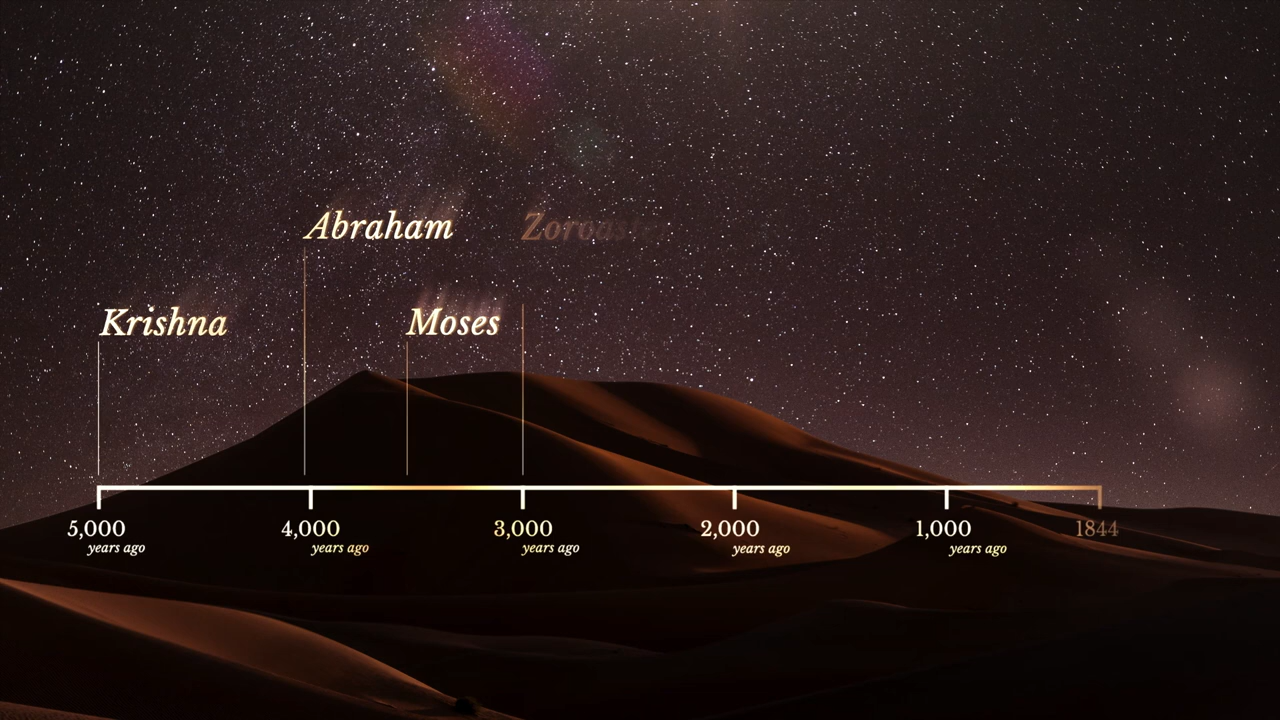 Abraham
Zoroaster
Krishna
Moses
5,000
years ago
4,000
years ago
3,000
years ago
2,000
years ago
1,000
years ago
1844